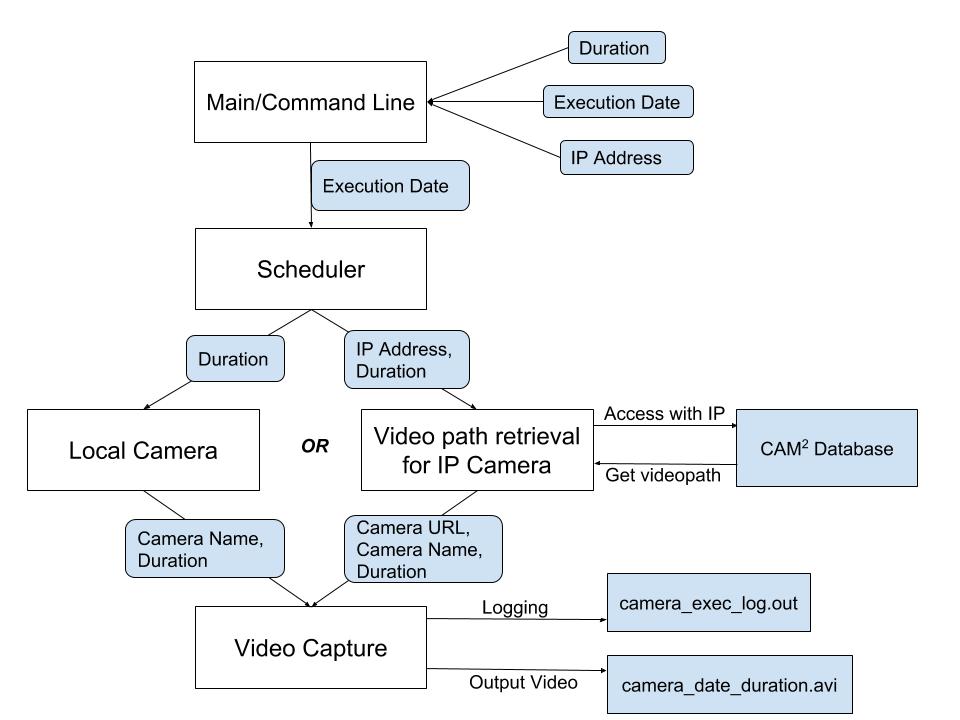 Duration
Main/Command Line
Execution Date
IP Address
Execution Date
Scheduler
Duration
IP Address,
Duration
Local Camera
OR
Video path retrieval
for IP Camera
Access with IP
Get videopath
CAM² Database
Camera Name,
Duration
Camera URL,
Camera Name,
Duration
Video Capture
Logging
camera_exec_log.out
Output Video
camera_date_duration.avi